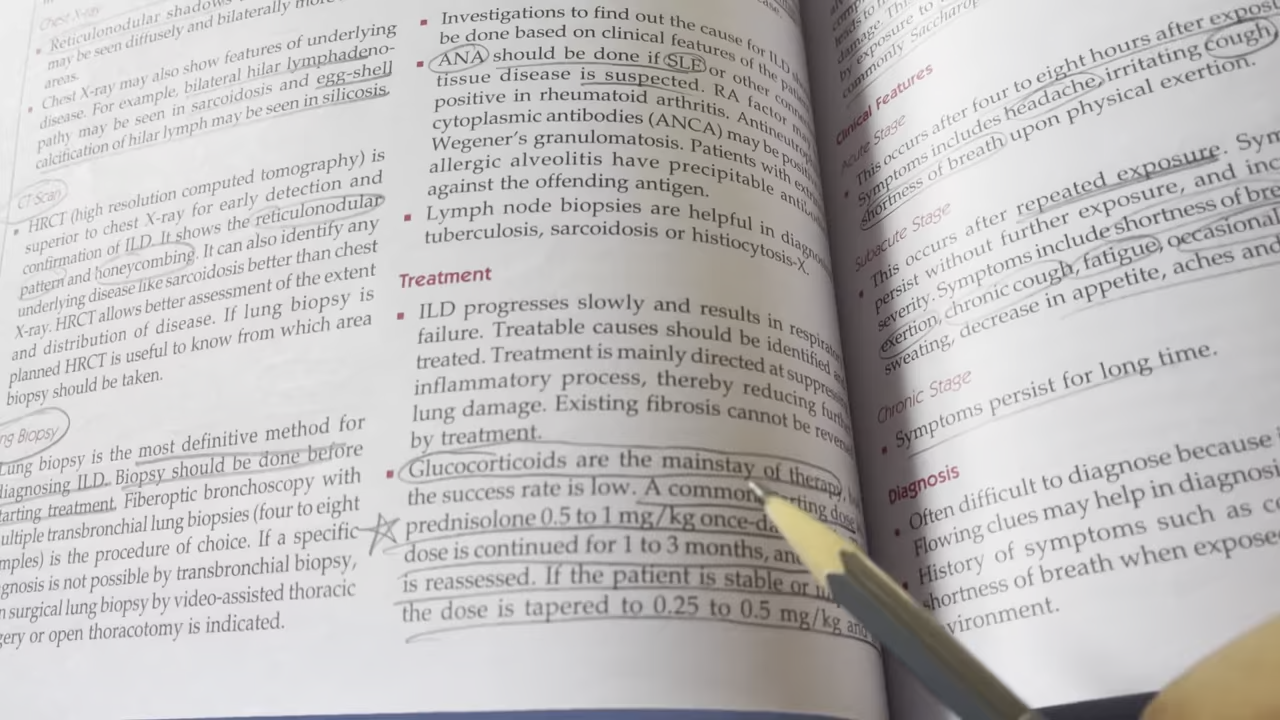 Chest X-ray
Reticulonodular shadows
may be seen diffusely and bilaterally more
areas.
Chest X-ray may also show features of underlying
disease. For example, bilateral hilar lymphadeno-
pathy may be seen in sarcoidosis and egg-shell
calcification of hilar lymph may be seen in silicosis.
CT Scan
HRCT (high resolution computed tomography) is
superior to chest X-ray for early detection and
confirmation of ILD. It shows the reticulonodular
pattern and honeycombing. It can also identify any
underlying disease like sarcoidosis better than chest
X-ray. HRCT allows better assessment of the extent
and distribution of disease. If lung biopsy is
planned HRCT is useful to know from which area
biopsy should be taken.
ng Biopsy
Lung biopsy is the most definitive method for
diagnosing ILD. Biopsy should be done before
arting treatment. Fiberoptic bronchoscopy with
ultiple transbronchial lung biopsies (four to eight
mples) is the procedure of choice. If a specific
gnosis is not possible by transbronchial biopsy,
n surgical lung biopsy by video-assisted thoracic
gery or open thoracotomy is indicated.
Investigations to find out the cause for ILD
be done based on clinical features of the
ANA should be done if SLE or other
tissue disease is suspected. RA factor may
positive in rheumatoid arthritis.
cytoplasmic antibodies (ANCA) may be
Wegener's granulomatosis. Patients with
allergic alveolitis have precipitable
against the offending antigen.
Lymph node biopsies are helpful in
tuberculosis, sarcoidosis or histiocytosis-X.
Treatment
ILD progresses slowly and results in
failure. Treatable causes should be identified
treated. Treatment is mainly directed at
inflammatory process, thereby reducing
lung damage. Existing fibrosis cannot be
by treatment.
Glucocorticoids are the mainstay of therapy,
the success rate is low. A common rting dose
prednisolone 0.5 to 1 mg/kg once-da
dose is continued for 1 to 3 months,
is reassessed. If the patient is stable or
the dose is tapered to 0.25 to 0.5 mg/kg and
by exposure to
commonly
Clinical Features
Acute Stage
This occurs after four to eight hours after
Symptoms includes headache, irritating cough,
shortness of breath upon physical exertion.
Subacute Stage
This occurs after repeated exposure.
persist without further exposure, and
severity. Symptoms include shortness of
exertion, chronic cough, fatigue, occasional
sweating, decrease in appetite, aches and
Chronic Stage
Symptoms persist for long time.
Diagnosis
Often difficult to diagnose because
Flowing clues may help in
History of symptoms such as
shortness of breath when
vironment.